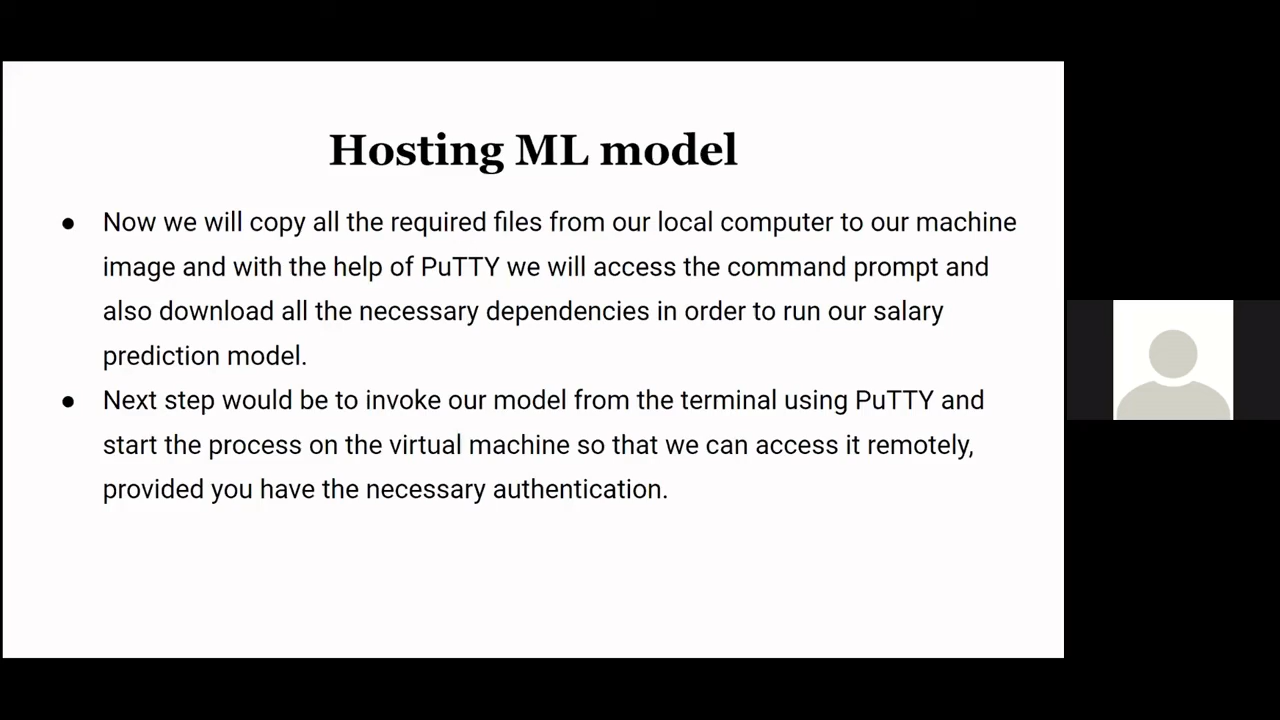 Hosting ML model
● Now we will copy all the required files from our local computer to our machine
image and with the help of PuTTY we will access the command prompt and
also download all the necessary dependencies in order to run our salary
prediction model.
● Next step would be to invoke our model from the terminal using PuTTY and
start the process on the virtual machine so that we can access it remotely,
provided you have the necessary authentication.